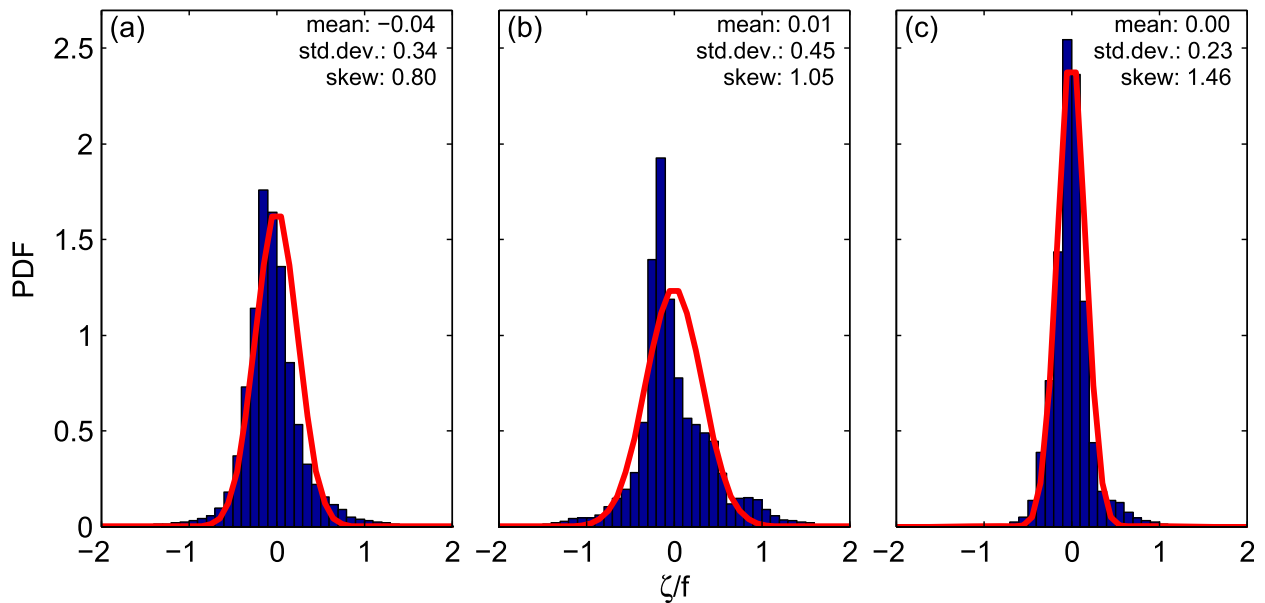 (a) mean: −0.04
std.dev.: 0.34
skew: 0.80
(b) mean: 0.01
std.dev.: 0.45
skew: 1.05
(c) mean: 0.00
std.dev.: 0.23
skew: 1.46
PDF
2.5
2
1.5
1
0.5
0
−2 −1 0 1 2
−2 −1 0 1 2
−2 −1 0 1 2
ζ/f